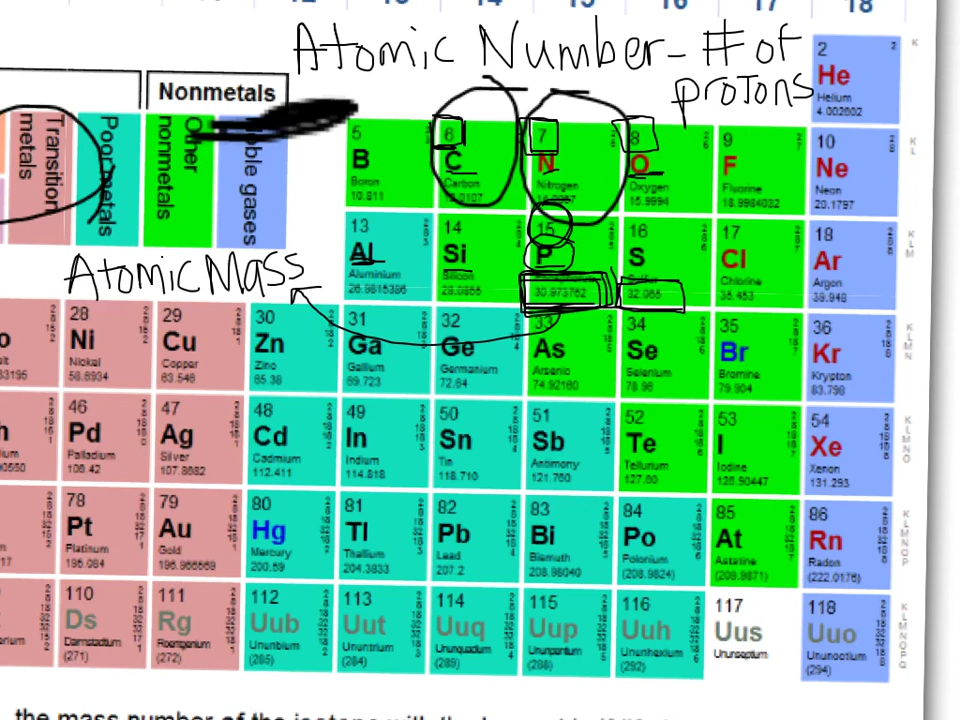 14
16
17
18
Atomic Number - # of
protons
Nonmetals
Transition
metals
Poor metals
Other
nonmetals
noble gases
Atomic Mass
2
He
Helium
4.002602
K
5
B
Boron
10.811
6
C
Carbon
12.0107
7
N
Nitrogen
8
O
Oxygen
15.9994
9
F
Fluorine
18.9984032
10
Ne
Neon
20.1797
K L
13
Al
Aluminium
26.9815386
14
Si
Silicon
28.0855
15
P
30.973762
16
S
Sulfur
32.065
17
Cl
Chlorine
35.453
18
Ar
Argon
39.948
K L M
28
Ni
Nickel
58.6934
29
Cu
Copper
63.546
30
Zn
Zinc
65.38
31
Ga
Gallium
69.723
32
Ge
Germanium
72.64
33
As
Arsenic
74.92160
34
Se
Selenium
78.96
35
Br
Bromine
79.904
36
Kr
Krypton
83.798
K L M N
46
Pd
Palladium
106.42
47
Ag
Silver
107.8682
48
Cd
Cadmium
112.411
49
In
Indium
114.818
50
Sn
Tin
118.710
51
Sb
Antimony
121.760
52
Te
Tellurium
127.60
53
I
Iodine
126.90447
54
Xe
Xenon
131.293
K L M N O
78
Pt
Platinum
195.084
79
Au
Gold
196.966569
80
Hg
Mercury
200.59
81
Tl
Thallium
204.3833
82
Pb
Lead
207.2
83
Bi
Bismuth
208.98040
84
Po
Polonium
(208.9824)
85
At
Astatine
(209.9871)
86
Rn
Radon
(222.0176)
K L M N O P
110
Ds
Darmstadtium
(271)
111
Rg
Roentgenium
(272)
112
Uub
Ununbium
(285)
113
Uut
Ununtrium
(284)
114
Uuq
Ununquadium
(289)
115
Uup
Ununpentium
(288)
116
Uuh
Ununhexium
(292)
117
Uus
Ununseptium
118
Uuo
Ununoctium
(294)
K L M N O P Q
the mass number of the isotope with the